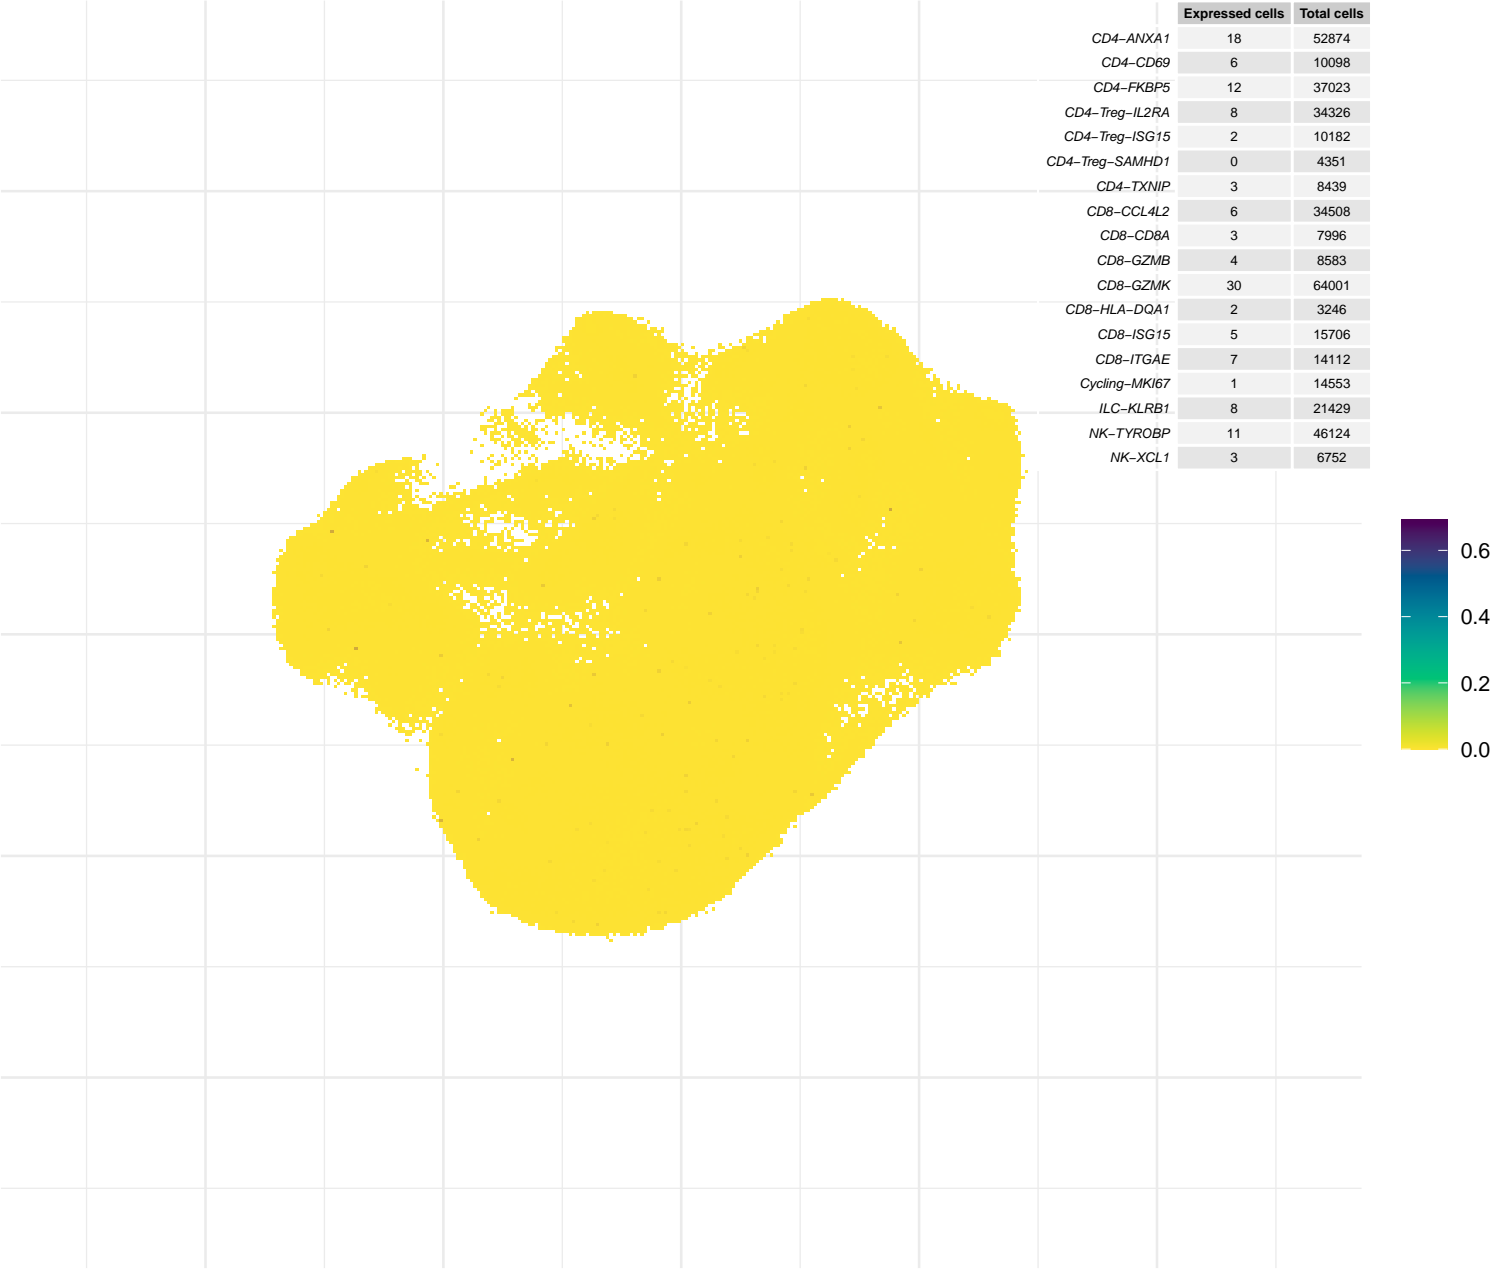 Expressed cells Total cells
CD4−ANXA1 18 52874
CD4−CD69 6 10098
CD4−FKBP5 12 37023
CD4−Treg−IL2RA 8 34326
CD4−Treg−ISG15 2 10182
CD4−Treg−SAMHD1 0 4351
CD4−TXNIP 3 8439
CD8−CCL4L2 6 34508
CD8−CD8A 3 7996
CD8−GZMB 4 8583
CD8−GZMK 30 64001
CD8−HLA−DQA1 2 3246
CD8−ISG15 5 15706
CD8−ITGAE 7 14112
Cycling−MKI67 1 14553
ILC−KLRB1 8 21429
NK−TYROBP 11 46124
NK−XCL1 3 6752
0.6
0.4
0.2
0.0